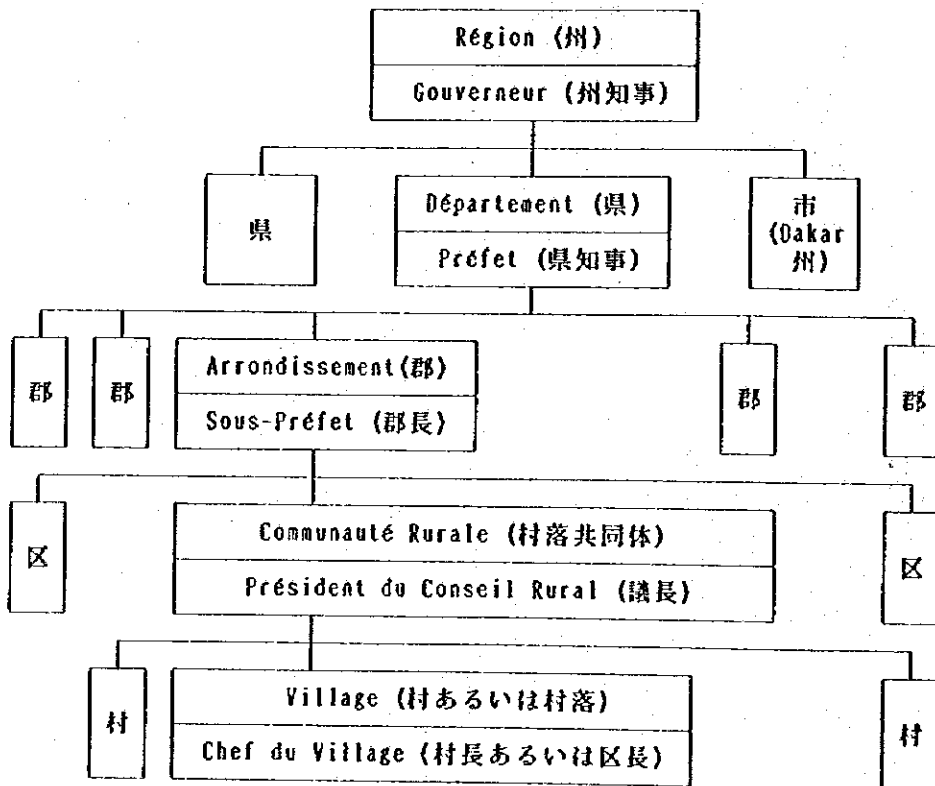 Région (州)
Gouverneur (州知事)
県
Département (県)
Préfet (県知事)
市
(Dakar
州)
郡
郡
Arrondissement(郡)
Sous-Préfet (郡長)
郡
郡
区
Communauté Rurale (村落共同体)
Président du Conseil Rural (議長)
区
村
Village (村あるいは村落)
Chef du Village (村長あるいは区長)
村